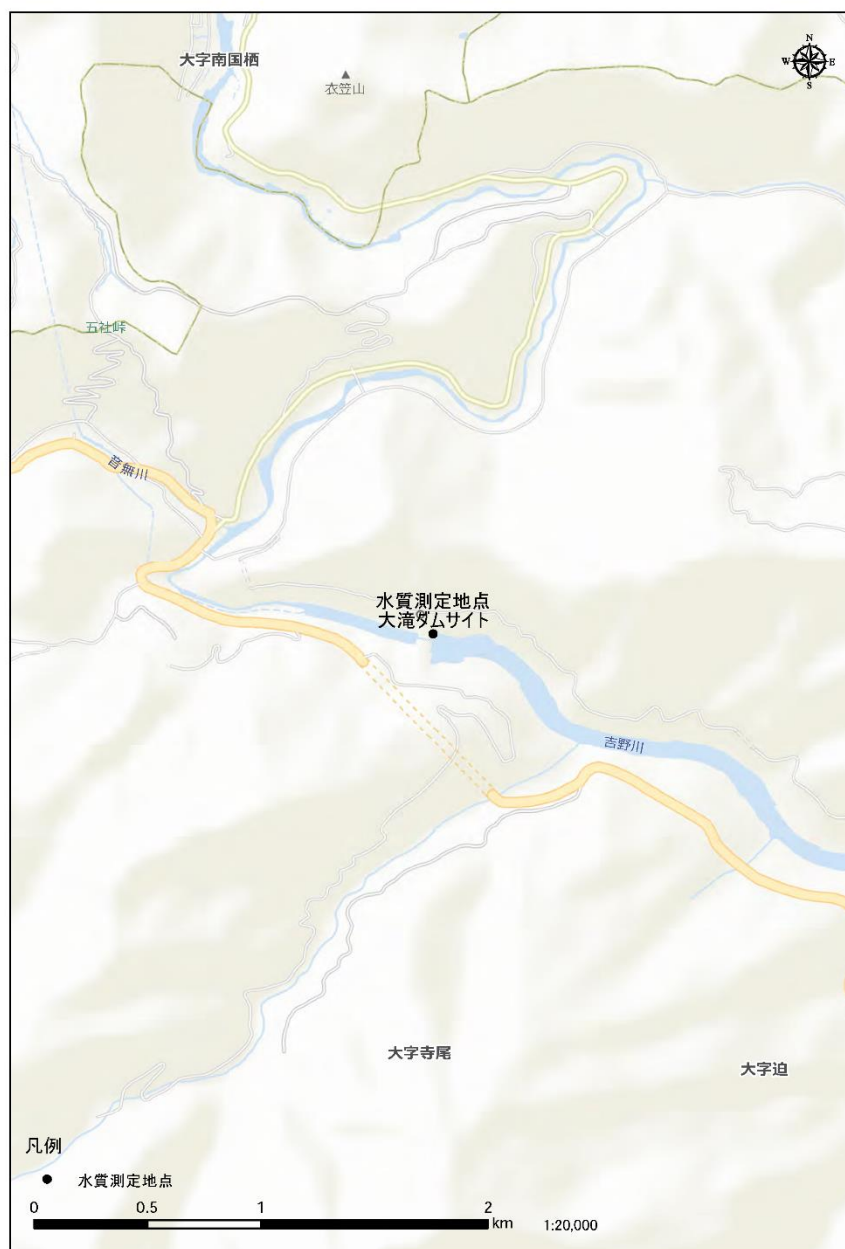 大字南国栖
衣笠山
N
W E
S
五社峠
音無川
水質測定地点
大滝ダムサイト
吉野川
大字寺尾
大字迫
凡例
水質測定地点
0 0.5 1 2
km 1:20,000